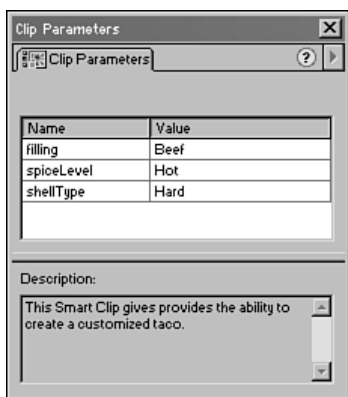 Clip Parameters
Clip Parameters ?
Name Value
filling Beef
spiceLevel Hot
shellType Hard
Description:
This Smart Clip gives provides the ability to
create a customized taco.